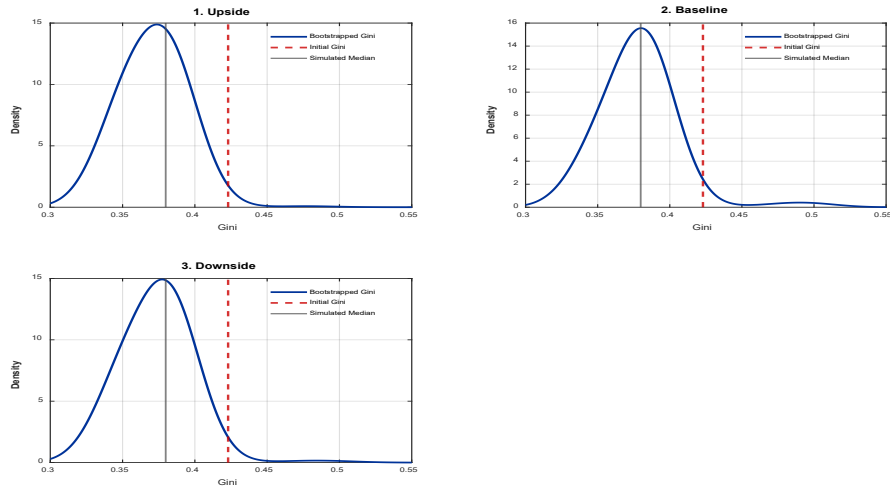 1. Upside
15
10
5
0
0.3
0.35
0.4
0.45
0.5
0.55
Density
Gini
Bootstrapped Gini
Initial Gini
Simulated Median
2. Baseline
16
14
12
10
8
6
4
2
0
0.3
0.35
0.4
0.45
0.5
0.55
Density
Gini
Bootstrapped Gini
Initial Gini
Simulated Median
3. Downside
15
10
5
0
0.3
0.35
0.4
0.45
0.5
0.55
Density
Gini
Bootstrapped Gini
Initial Gini
Simulated Median